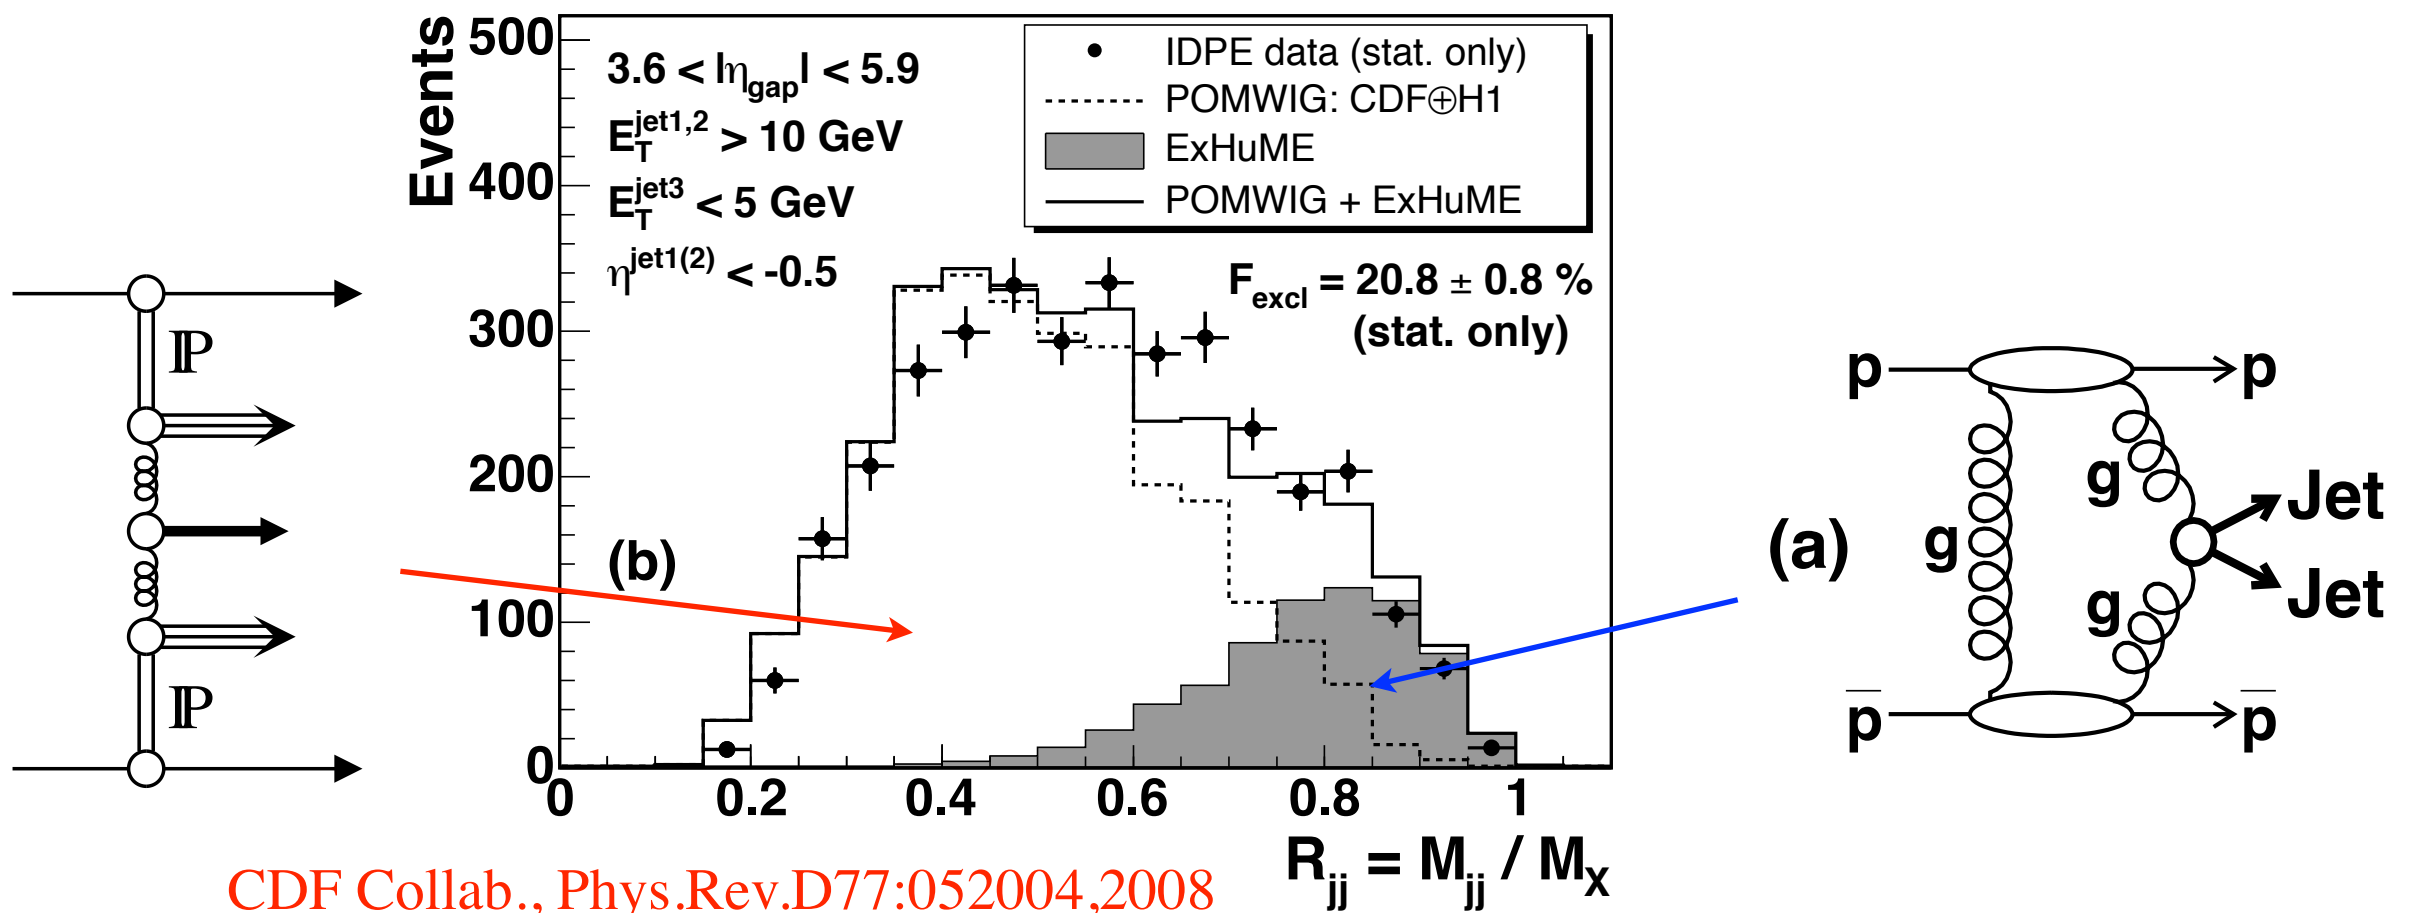 Events
500
400
300
200
100
0
3.6 < |η_gap| < 5.9
E_T^jet1,2 > 10 GeV
E_T^jet3 < 5 GeV
η^jet1(2) < -0.5
IDPE data (stat. only)
POMWIG: CDF⊕H1
ExHuME
POMWIG + ExHuME
F_excl = 20.8 ± 0.8 %
(stat. only)
(b)
0 0.2 0.4 0.6 0.8 1
R_jj = M_jj / M_X
ℙ
ℙ
(a)
p p
g
g
g
Jet
Jet
p̅ p̅
CDF Collab., Phys.Rev.D77:052004,2008